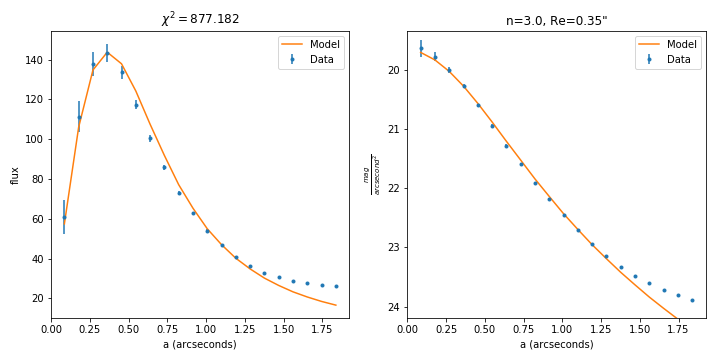 χ² = 877.182
Model
Data
flux
140
120
100
80
60
40
20
0.00 0.25 0.50 0.75 1.00 1.25 1.50 1.75
a (arcseconds)
n=3.0, Re=0.35"
Model
Data
mag
arcsecond²
20
21
22
23
24
0.00 0.25 0.50 0.75 1.00 1.25 1.50 1.75
a (arcseconds)